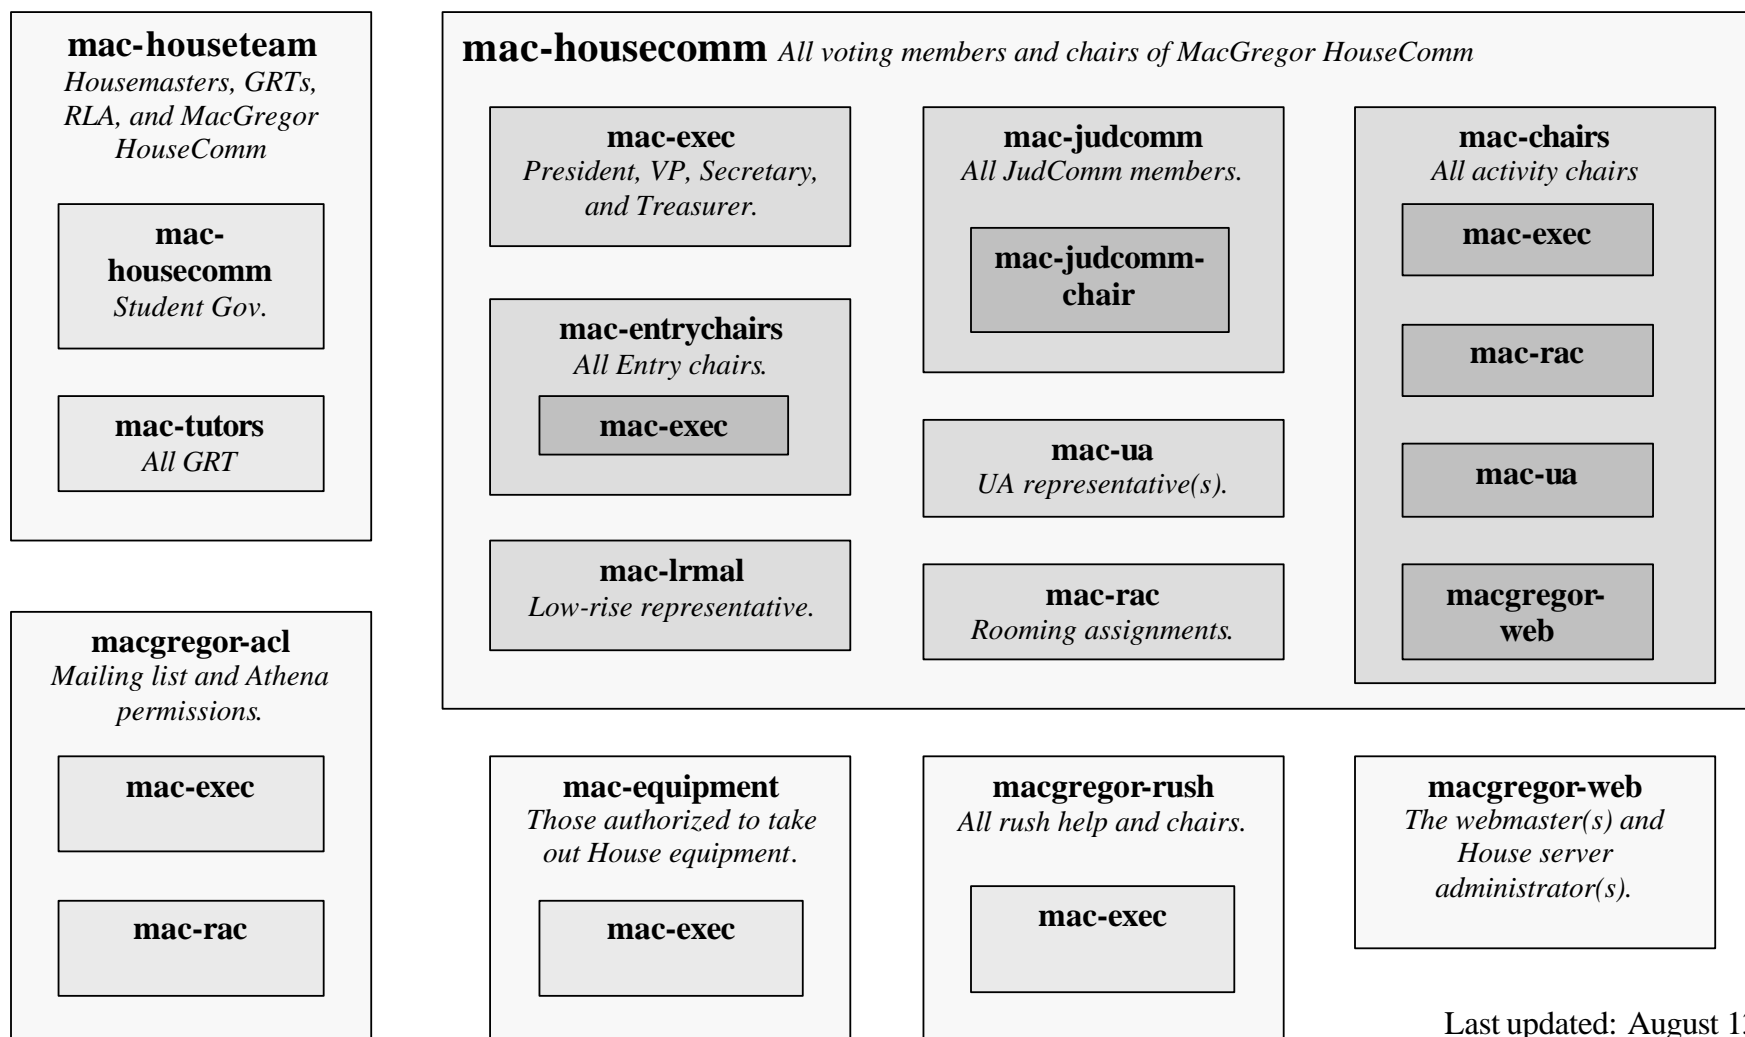 mac-houseteam
Housemasters, GRTs,
RLA, and MacGregor
HouseComm
mac-
housecomm
Student Gov.
mac-tutors
All GRT
macgregor-acl
Mailing list and Athena
permissions.
mac-exec
mac-rac
mac-housecomm All voting members and chairs of MacGregor HouseComm
mac-exec
President, VP, Secretary,
and Treasurer.
mac-entrychairs
All Entry chairs.
mac-exec
mac-lrmal
Low-rise representative.
mac-judcomm
All JudComm members.
mac-judcomm-
chair
mac-ua
UA representative(s).
mac-rac
Rooming assignments.
mac-chairs
All activity chairs
mac-exec
mac-rac
mac-ua
macgregor-
web
mac-equipment
Those authorized to take
out House equipment.
mac-exec
macgregor-rush
All rush help and chairs.
mac-exec
macgregor-web
The webmaster(s) and
House server
administrator(s).
Last updated: August